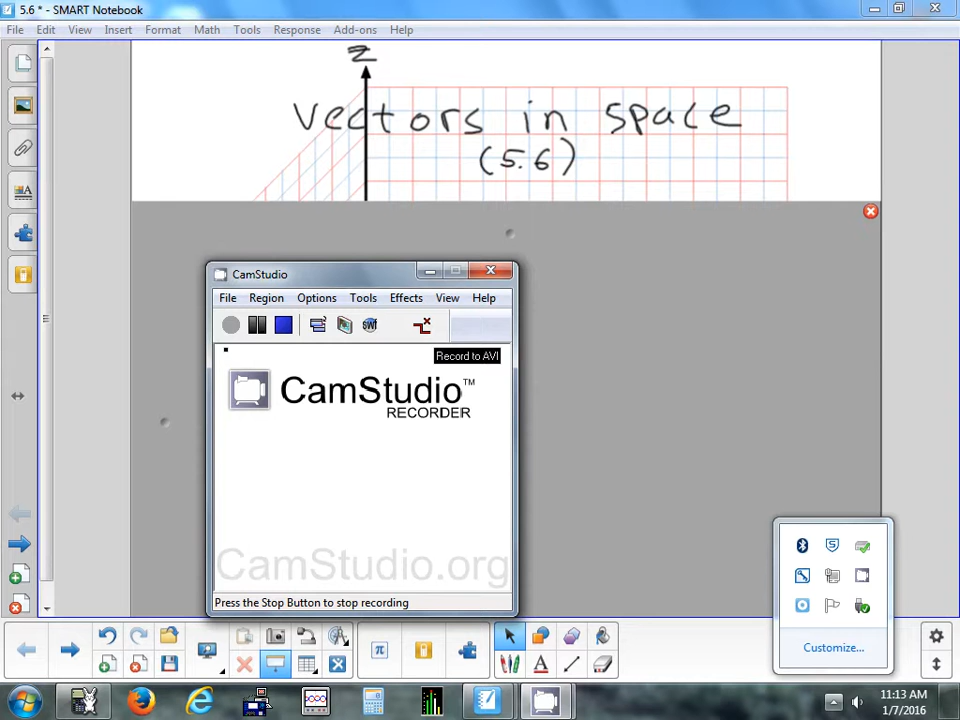 5.6 * - SMART Notebook
File Edit View Insert Format Math Tools Response Add-ons Help
z
vectors in space
(5.6)
CamStudio
File Region Options Tools Effects View Help
SWF
Record to AVI
CamStudio™
RECORDER
CamStudio.org
Press the Stop Button to stop recording
Customize...
π
A
11:13 AM
1/7/2016